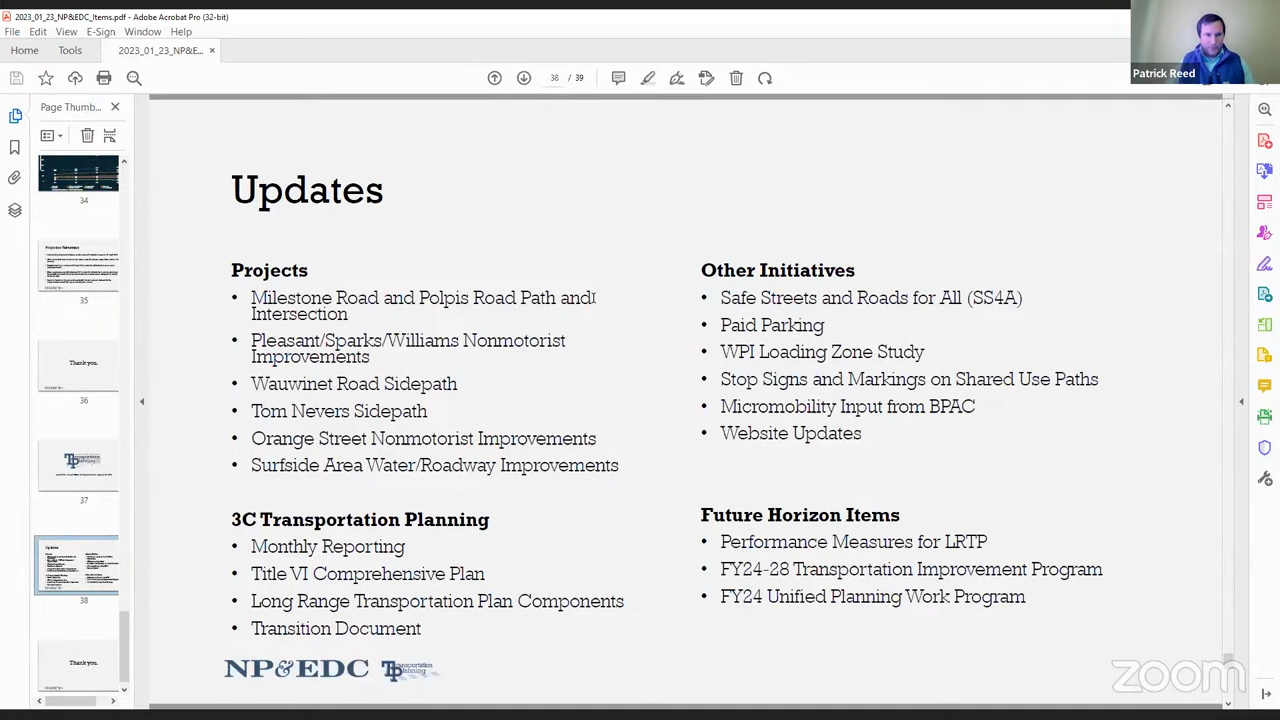 2023_01_23_NP&EDC_Items.pdf - Adobe Acrobat Pro (32-bit)
File Edit View E-Sign Window Help
Home Tools 2023_01_23_NP&E... ×
38 / 39
Patrick Reed
Page Thumb...
34
35
Thank you.
36
37
38
Thank you.
Updates
Projects
• Milestone Road and Polpis Road Path and
Intersection
• Pleasant/Sparks/Williams Nonmotorist
Improvements
• Wauwinet Road Sidepath
• Tom Nevers Sidepath
• Orange Street Nonmotorist Improvements
• Surfside Area Water/Roadway Improvements
3C Transportation Planning
• Monthly Reporting
• Title VI Comprehensive Plan
• Long Range Transportation Plan Components
• Transition Document
Other Initiatives
• Safe Streets and Roads for All (SS4A)
• Paid Parking
• WPI Loading Zone Study
• Stop Signs and Markings on Shared Use Paths
• Micromobility Input from BPAC
• Website Updates
Future Horizon Items
• Performance Measures for LRTP
• FY24-28 Transportation Improvement Program
• FY24 Unified Planning Work Program
NP&EDC Transportation Planning
zoom